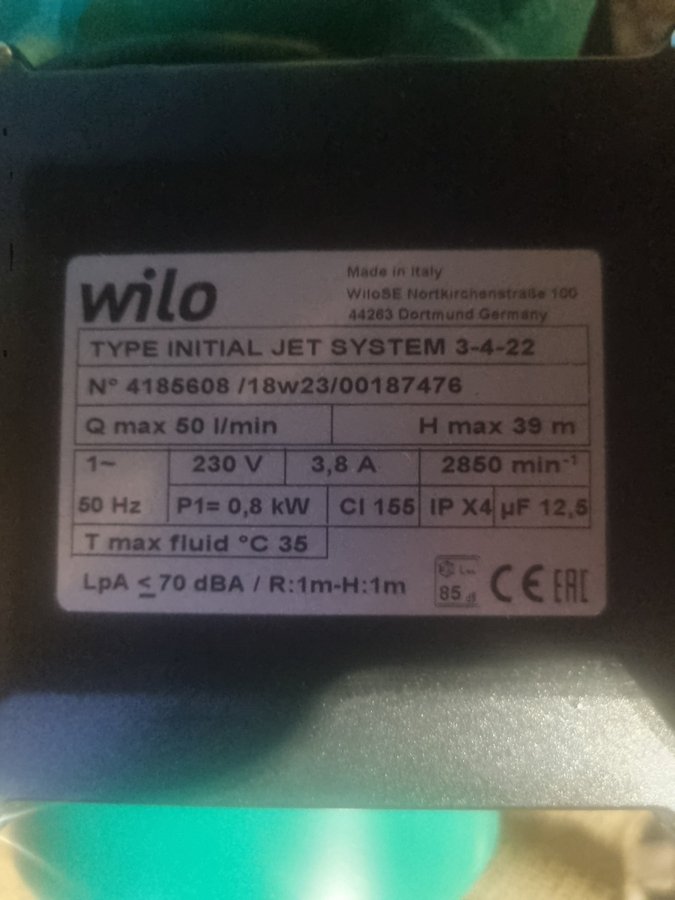 wilo
Made in Italy
WiloSE Nortkirchenstraße 100
44263 Dortmund Germany
TYPE INITIAL JET SYSTEM 3-4-22
N° 4185608 /18w23/00187476
Q max 50 l/min
H max 39 m
1~ 230 V 3,8 A 2850 min⁻¹
50 Hz P1= 0,8 kW CI 155 IP X4 µF 12,5
T max fluid °C 35
LpA ≤ 70 dBA / R:1m-H:1m
85 dB
CE EAC